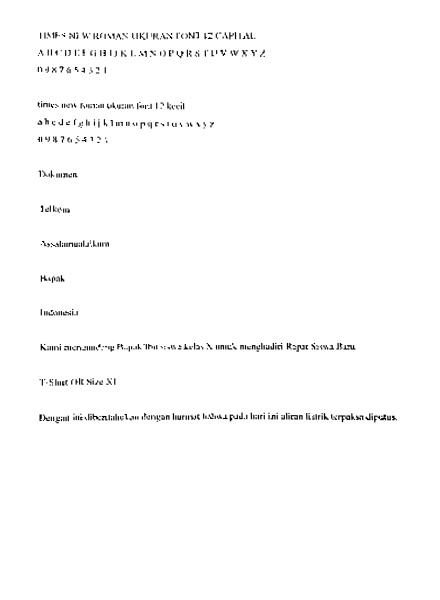 TIMES NEW ROMAN UKURAN FONT 12 CAPITAL
A B C D E F G H I J K L M N O P Q R S T U V W X Y Z
0 9 8 7 6 5 4 3 2 1
times new roman ukuran font 12 kecil
a b c d e f g h i j k l m n o p q r s t u v w x y z
0 9 8 7 6 5 4 3 2 1
Dokumen
Telkom
Assalamualaikum
Bapak
Indonesia
Kami mengundang Bapak Ibu siswa kelas X untuk menghadiri Rapat Siswa Baru
T-Shirt OR Size XL
Dengan ini diberitahukan dengan hormat bahwa pada hari ini aliran listrik terpaksa diputus.